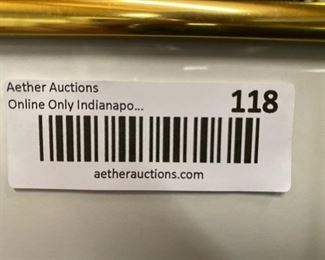 Aether Auctions
Online Only Indianapo... 118
aetherauctions.com